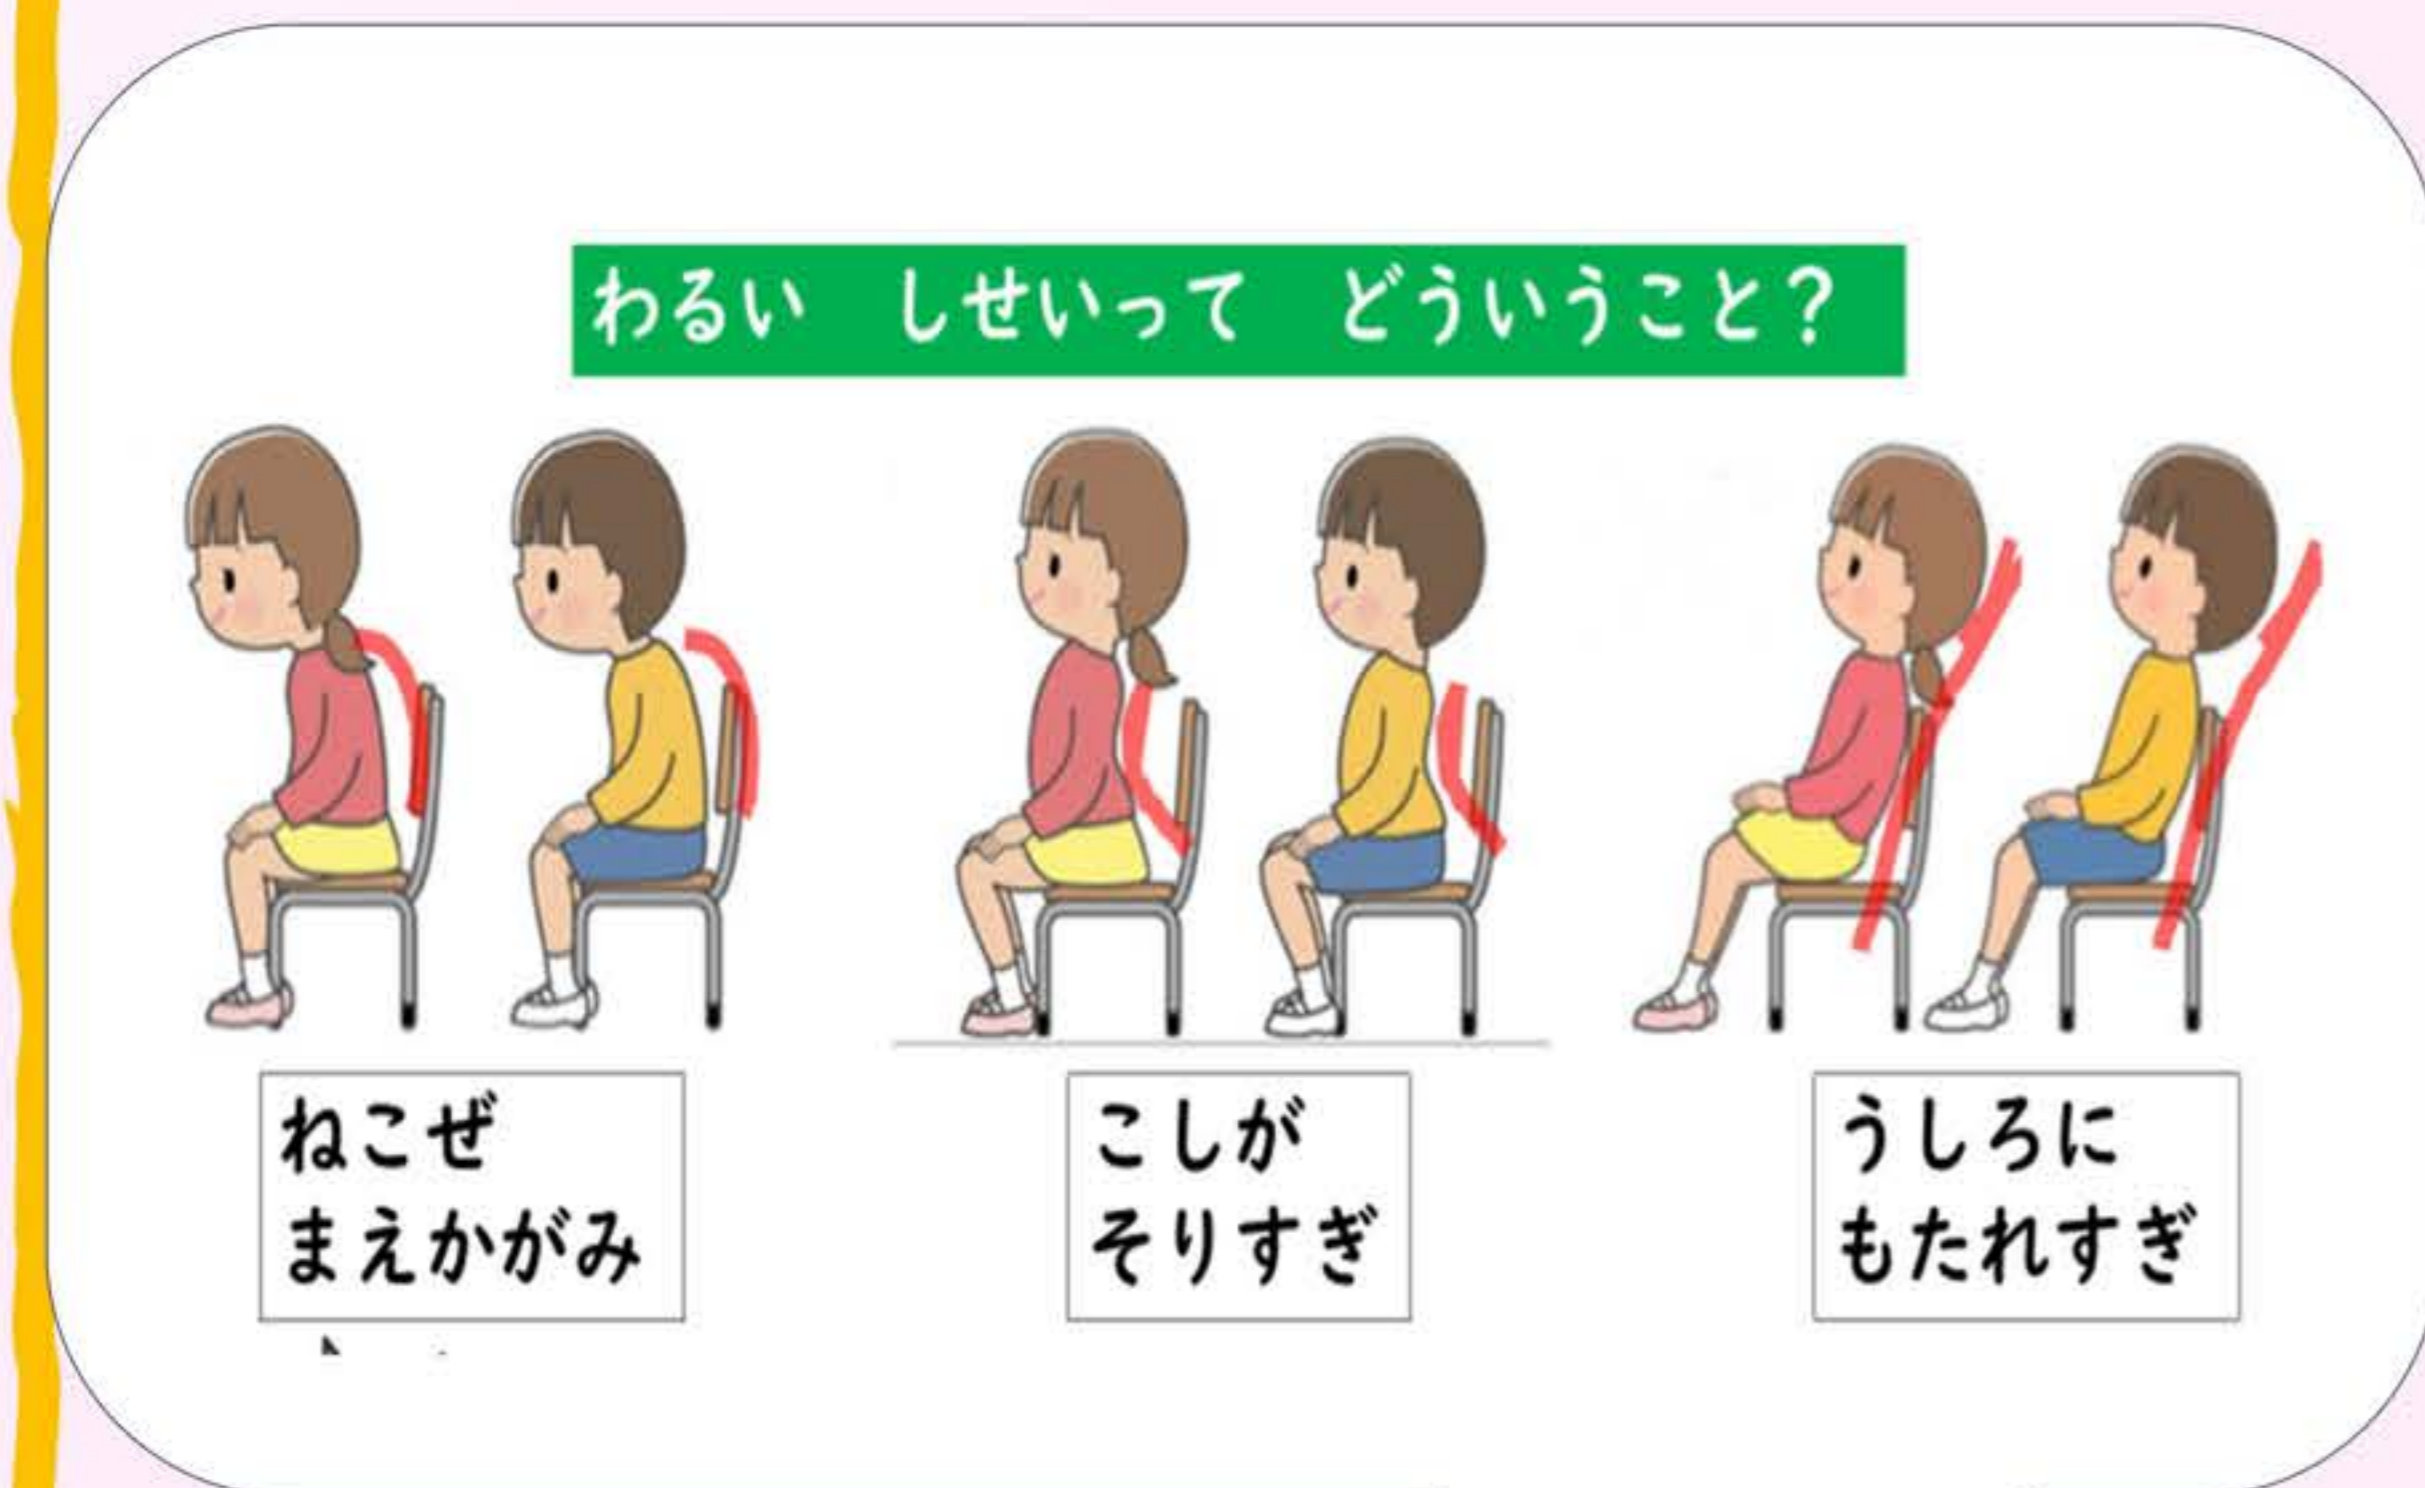 わるい　しせいって　どういうこと？
ねこぜ
まえかがみ
こしが
そりすぎ
うしろに
もたれすぎ